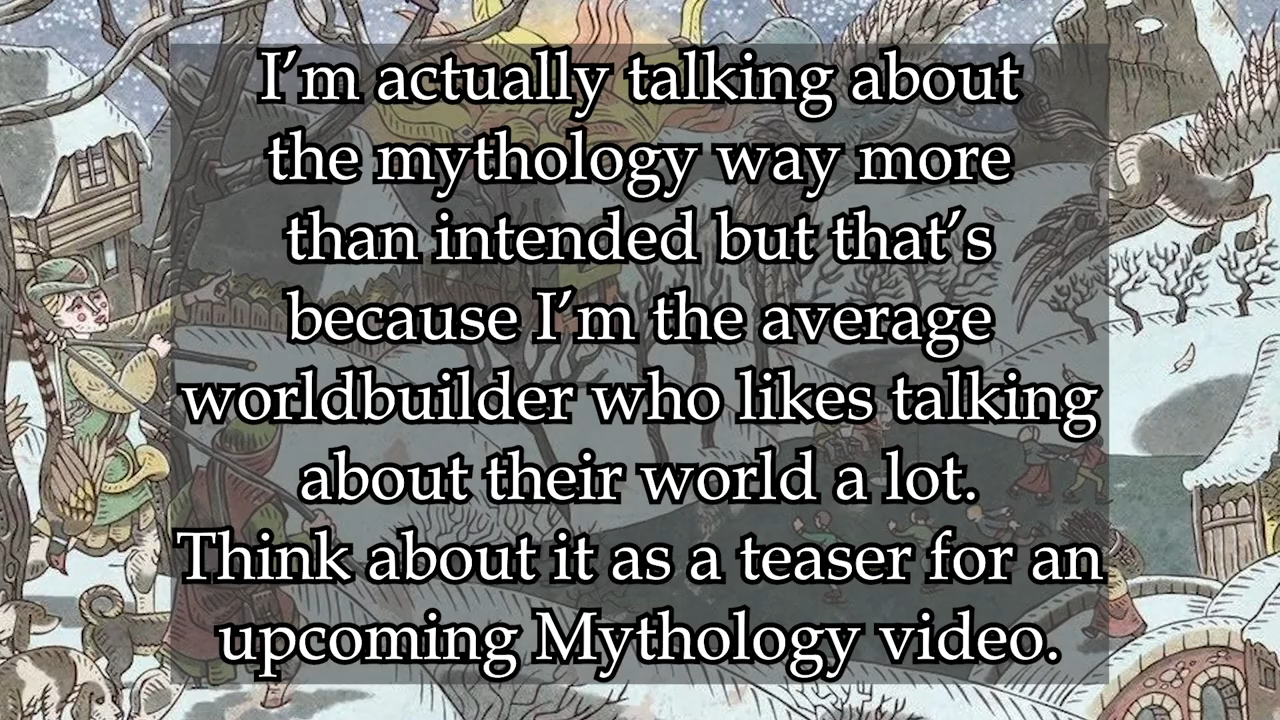 I’m actually talking about
the mythology way more
than intended but that’s
because I’m the average
worldbuilder who likes talking
about their world a lot.
Think about it as a teaser for an
upcoming Mythology video.